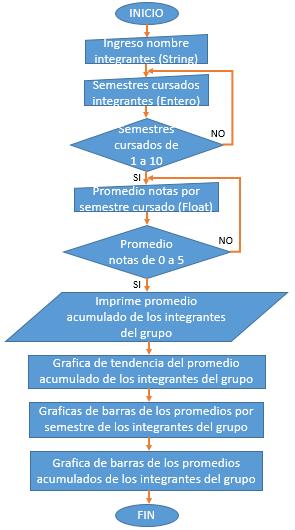 INICIO
Ingreso nombre
integrantes (String)
Semestres cursados
integrantes (Entero)
Semestres
cursados de
1 a 10
NO
SI
Promedio notas por
semestre cursado (Float)
Promedio
notas de 0 a 5
NO
SI
Imprime promedio
acumulado de los integrantes
del grupo
Grafica de tendencia del promedio
acumulado de los integrantes del grupo
Graficas de barras de los promedios por
semestre de los integrantes del grupo
Grafica de barras de los promedios
acumulados de los integrantes del grupo
FIN